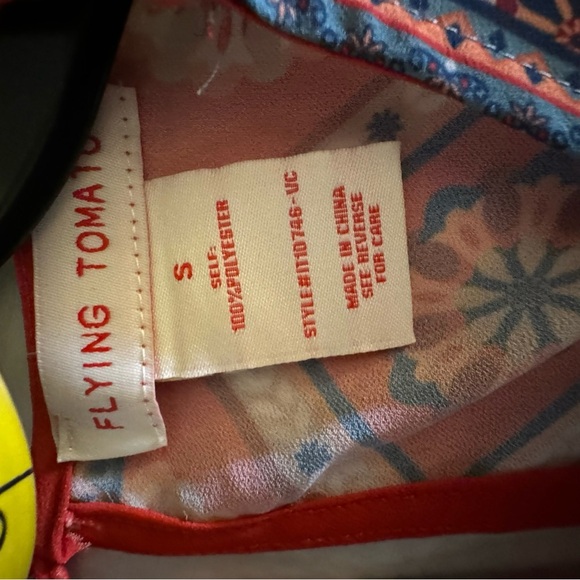 FLYING TOMATO
S
SELF:
100%POLYESTER
STYLE#IT10746-UC
MADE IN CHINA
SEE REVERSE
FOR CARE